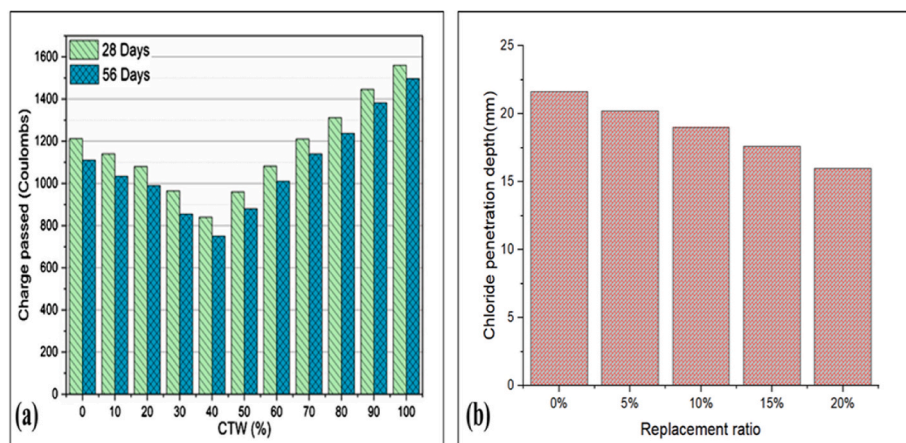 1600
1400
1200
1000
800
600
400
200
0
Charge passed (Coulombs)
28 Days
56 Days
0 10 20 30 40 50 60 70 80 90 100
CTW (%)
(a)
25
20
15
10
5
0
Chloride penetration depth(mm)
0% 5% 10% 15% 20%
Replacement ratio
(b)